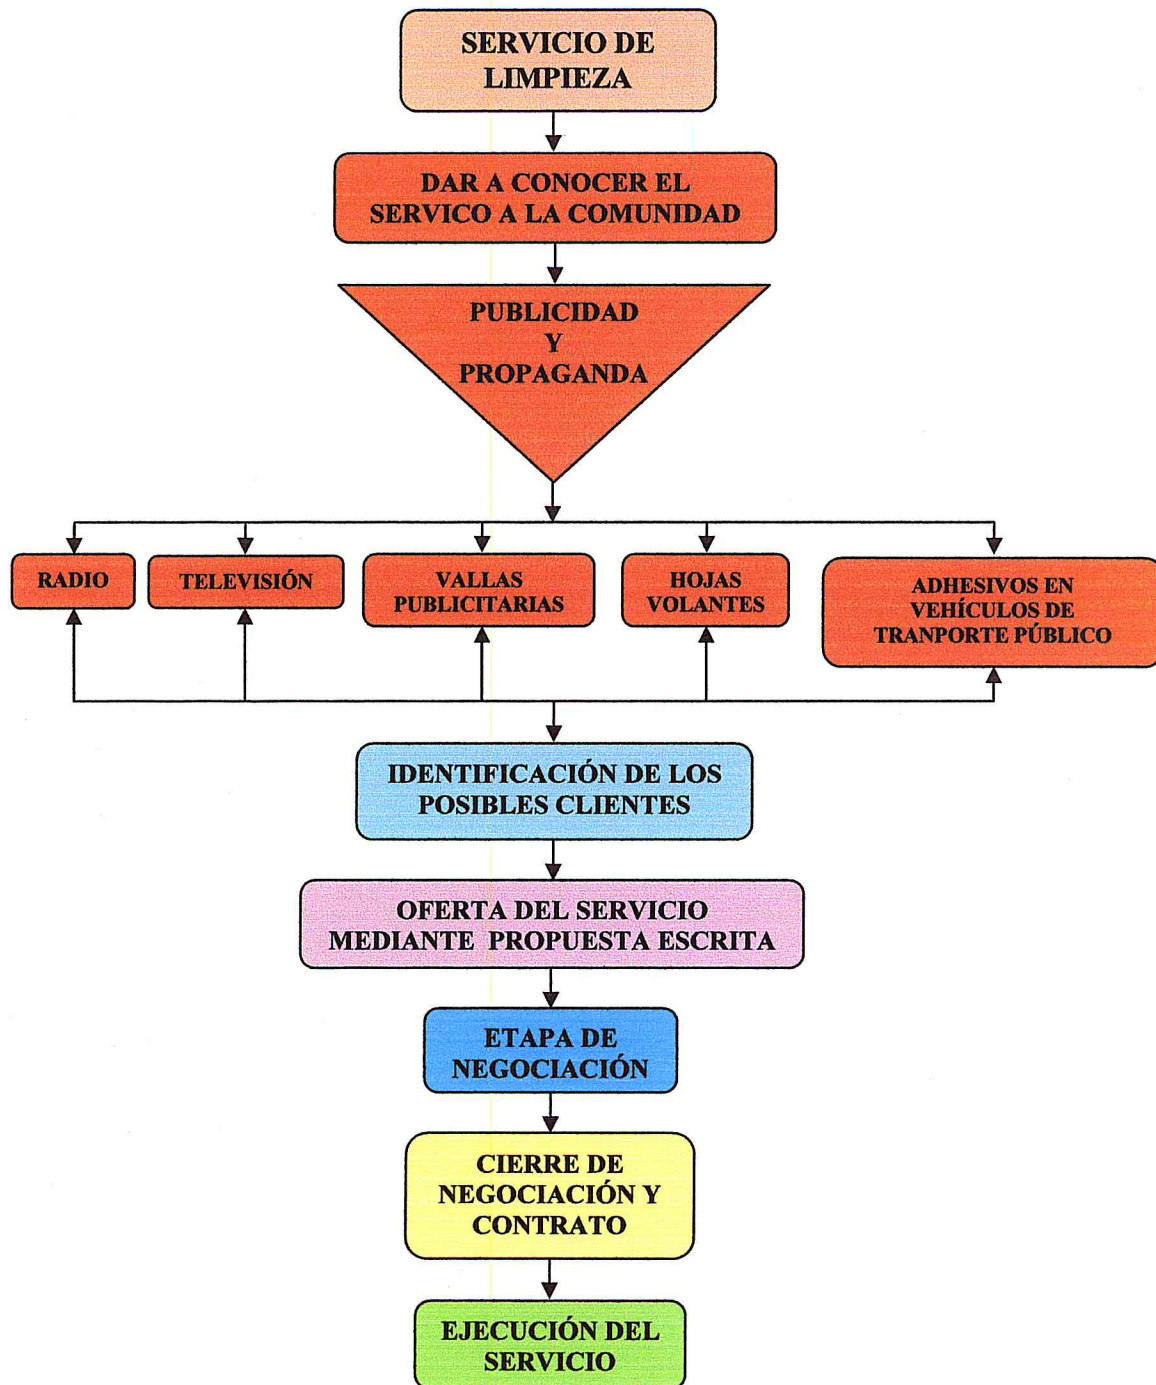 SERVICIO DE
LIMPIEZA
DAR A CONOCER EL
SERVICO A LA COMUNIDAD
PUBLICIDAD
Y
PROPAGANDA
RADIO
TELEVISIÓN
VALLAS
PUBLICITARIAS
HOJAS
VOLANTES
ADHESIVOS EN
VEHÍCULOS DE
TRANPORTE PÚBLICO
IDENTIFICACIÓN DE LOS
POSIBLES CLIENTES
OFERTA DEL SERVICIO
MEDIANTE PROPUESTA ESCRITA
ETAPA DE
NEGOCIACIÓN
CIERRE DE
NEGOCIACIÓN Y
CONTRATO
EJECUCIÓN DEL
SERVICIO